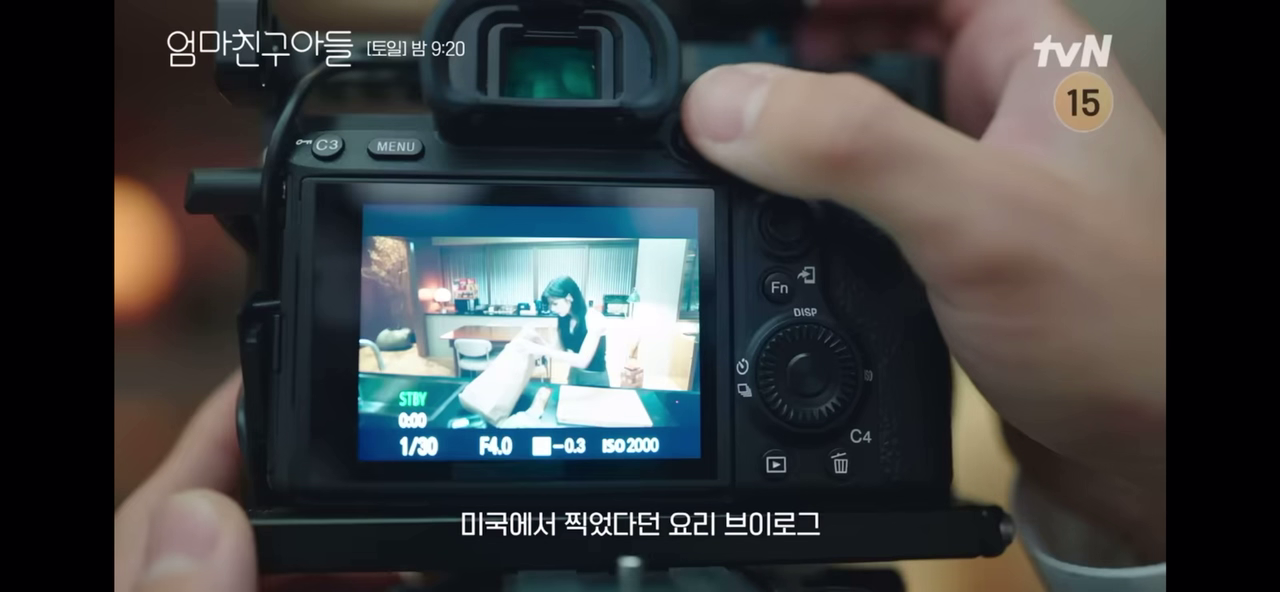 엄마친구아들 [토일] 밤 9:20
tvN
15
C3
MENU
Fn
DISP
STBY
0:00
1/30 F4.0 -0.3 ISO 2000
C4
미국에서 찍었다던 요리 브이로그